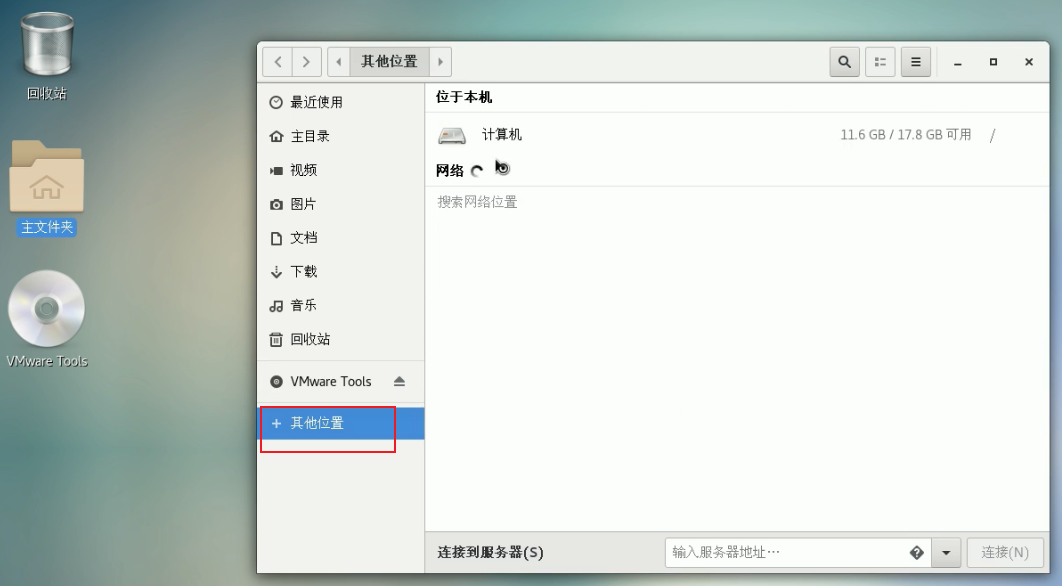 回收站
主文件夹
VMware Tools
其他位置
最近使用
主目录
视频
图片
文档
下载
音乐
回收站
VMware Tools
其他位置
位于本机
计算机 11.6 GB / 17.8 GB 可用 /
网络
搜索网络位置
连接到服务器(S) 输入服务器地址… 连接(N)